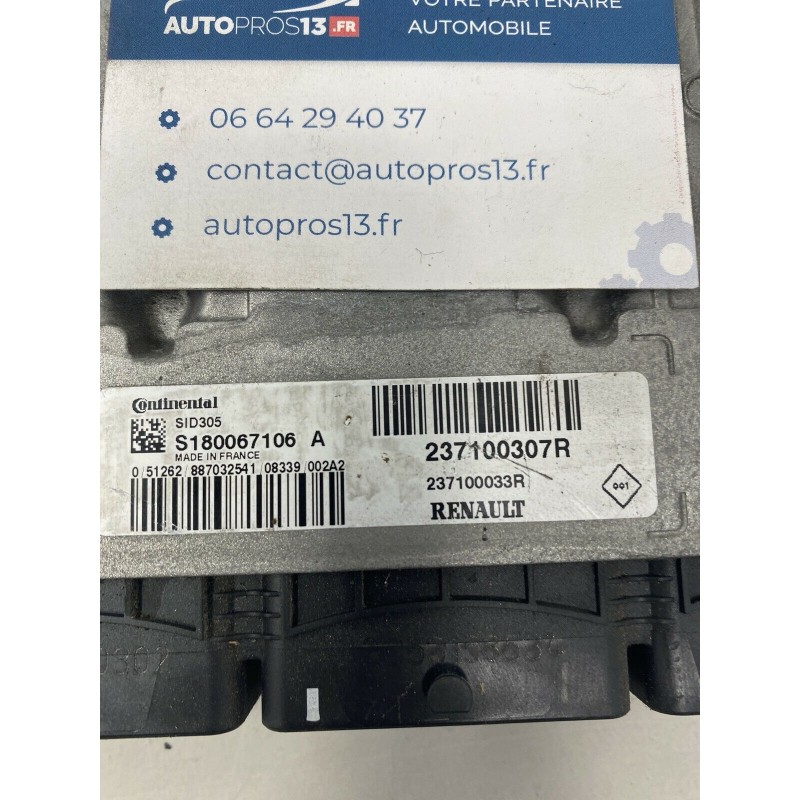 VOTRE PARTENAIRE
AUTOPROS13.FR
AUTOMOBILE
06 64 29 40 37
contact@autopros13.fr
autopros13.fr
Continental
SID305
S180067106 A
MADE IN FRANCE
0/51262/887032541/08339/002A2
237100307R
237100033R
RENAULT
001